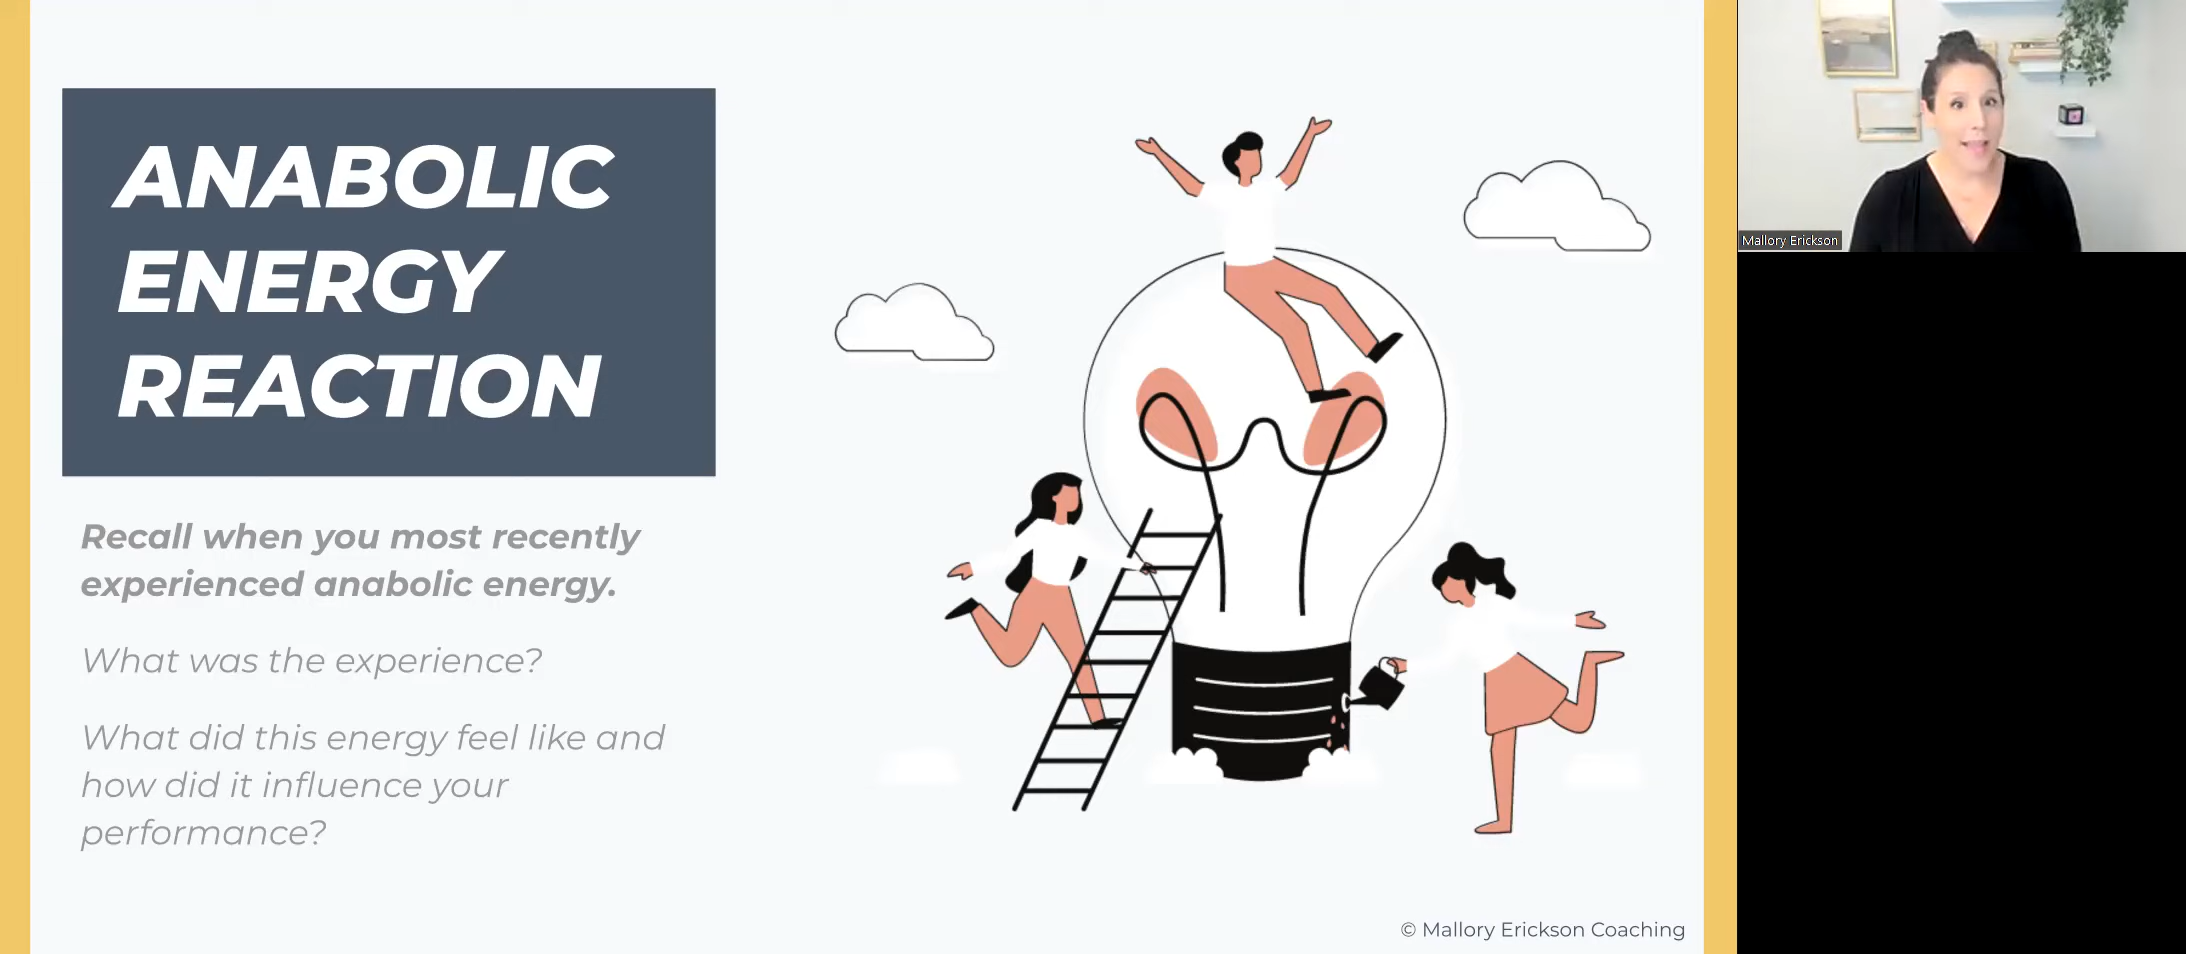 ANABOLIC
ENERGY
REACTION
Recall when you most recently
experienced anabolic energy.
What was the experience?
What did this energy feel like and
how did it influence your
performance?
© Mallory Erickson Coaching
Mallory Erickson